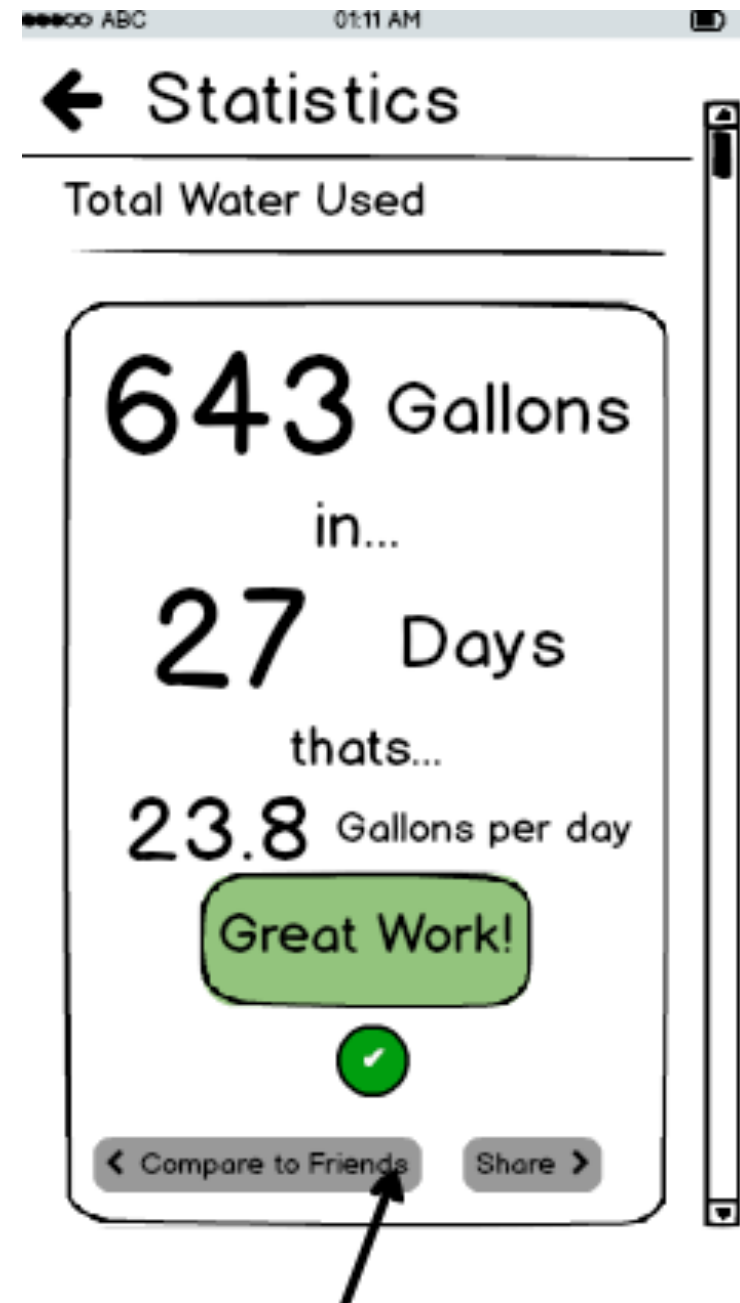 ABC 01:11 AM
Statistics
Total Water Used
643 Gallons
in...
27 Days
thats...
23.8 Gallons per day
Great Work!
Compare to Friends Share